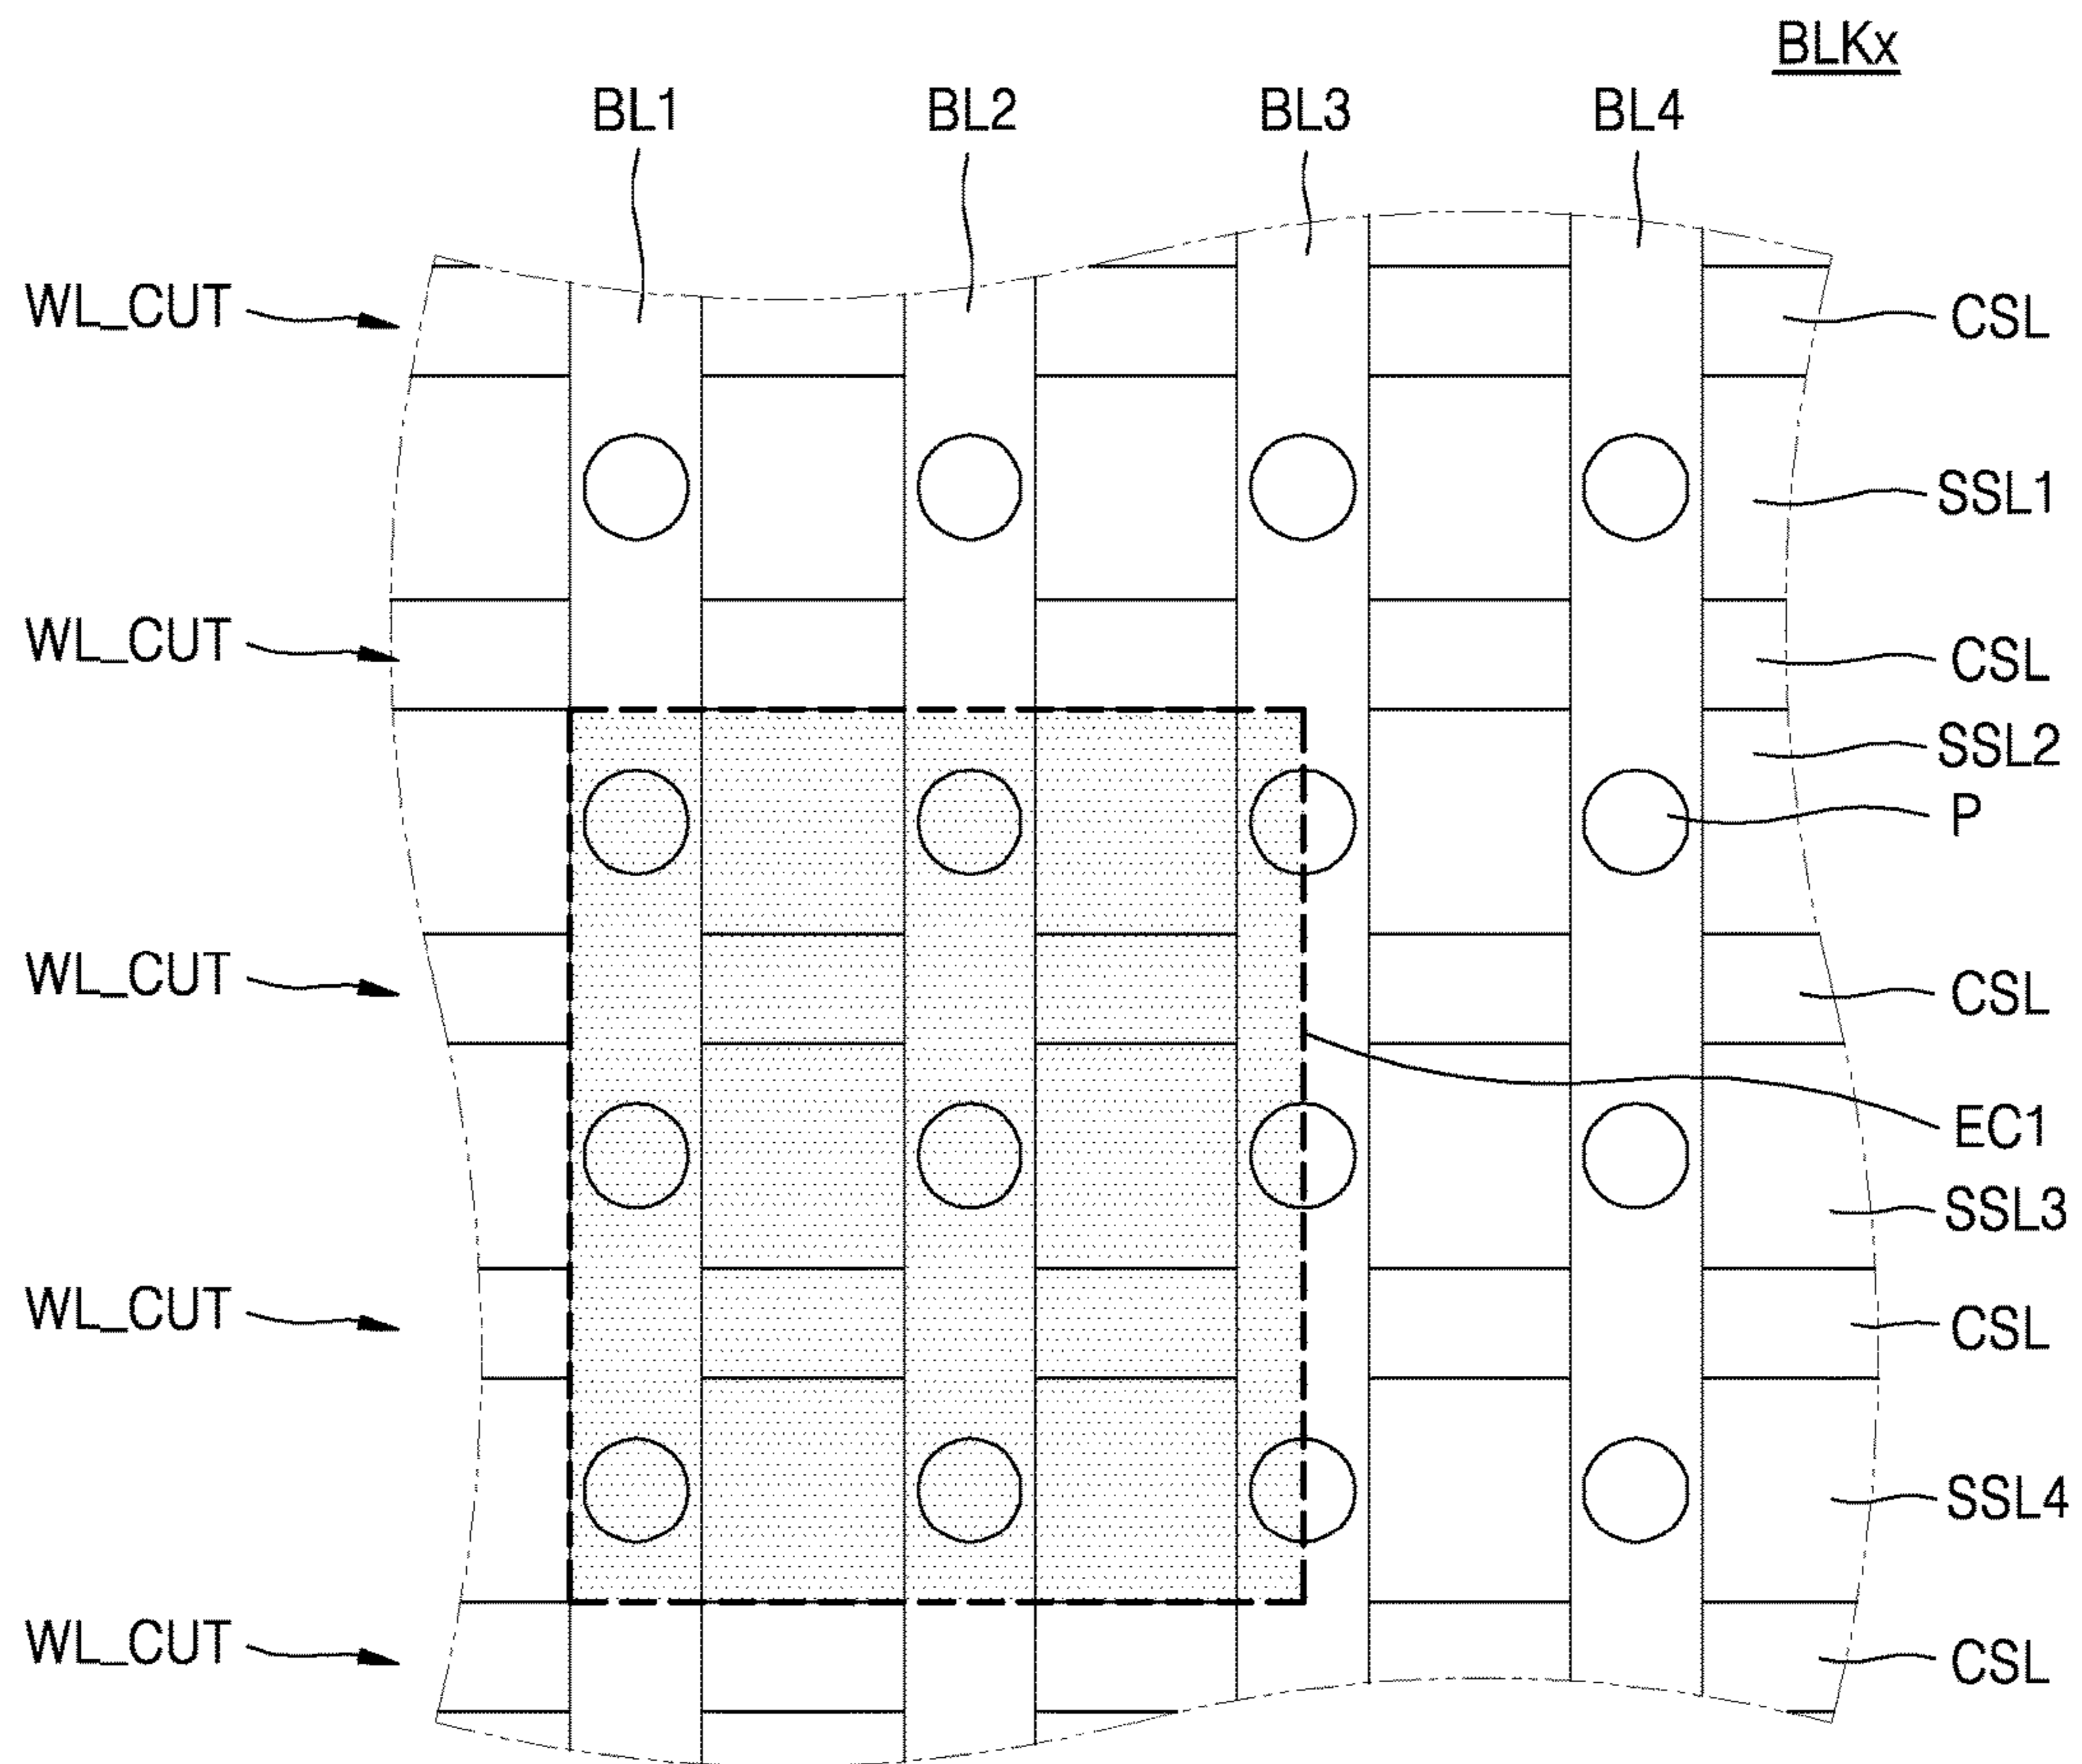 BLKx
BL1 BL2 BL3 BL4
WL_CUT CSL
SSL1
WL_CUT CSL
SSL2
P
WL_CUT CSL
EC1
SSL3
WL_CUT CSL
SSL4
WL_CUT CSL